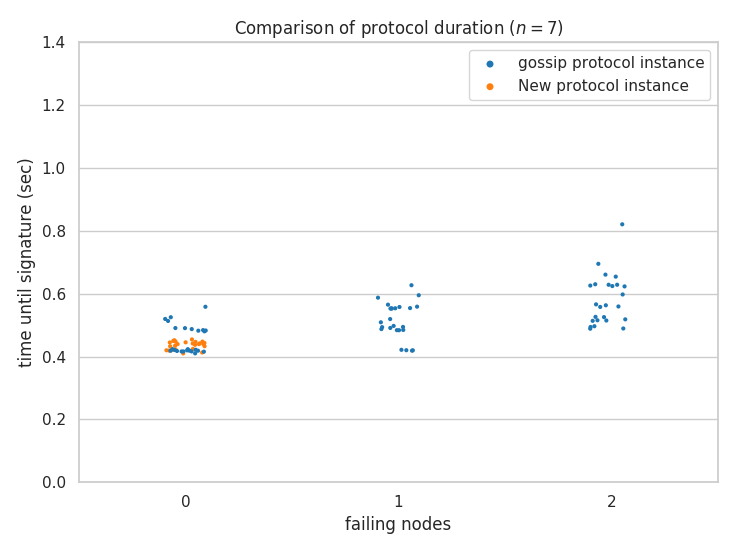 Comparison of protocol duration (n = 7)
gossip protocol instance
New protocol instance
time until signature (sec)
1.4
1.2
1.0
0.8
0.6
0.4
0.2
0.0
0 1 2
failing nodes